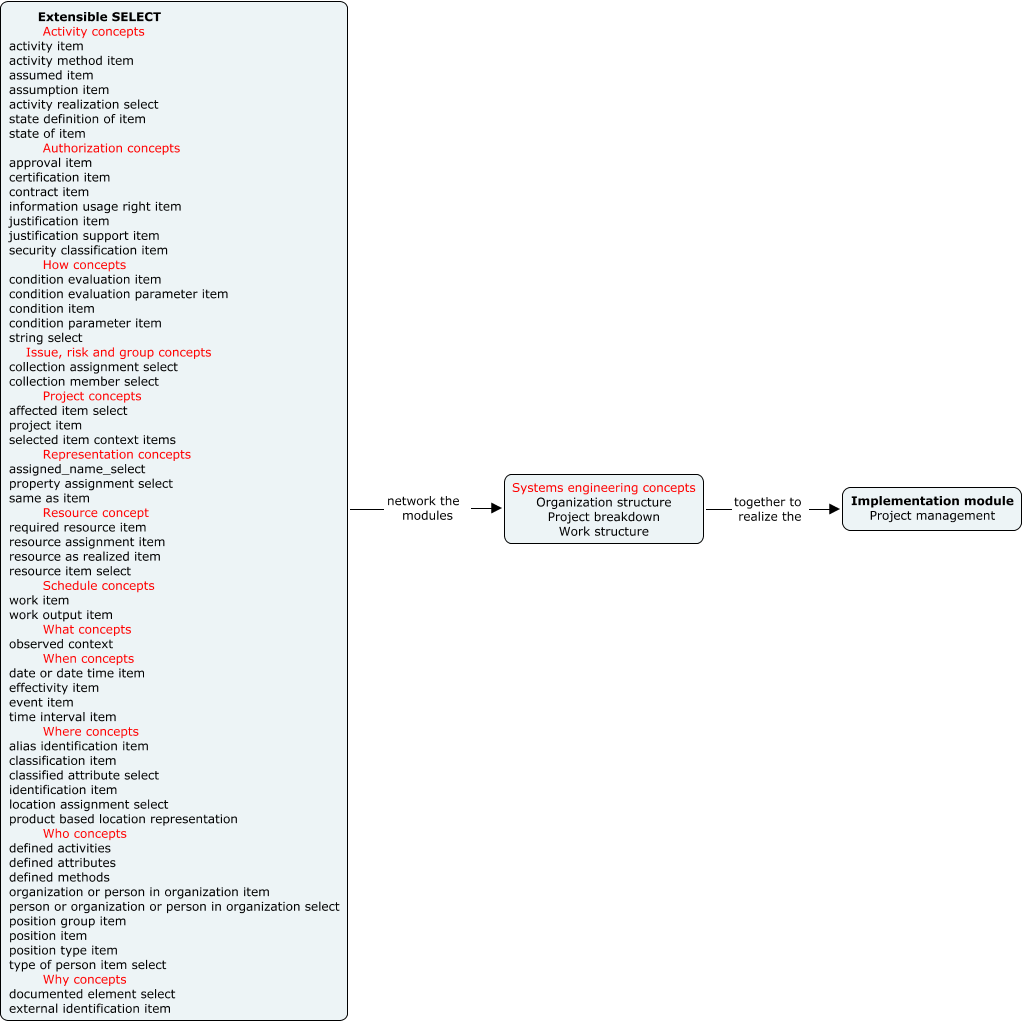 Extensible SELECT
Activity concepts
activity item
activity method item
assumed item
assumption item
activity realization select
state definition of item
state of item
Authorization concepts
approval item
certification item
contract item
information usage right item
justification item
justification support item
security classification item
How concepts
condition evaluation item
condition evaluation parameter item
condition item
condition parameter item
string select
Issue, risk and group concepts
collection assignment select
collection member select
Project concepts
affected item select
project item
selected item context items
Representation concepts
assigned_name_select
property assignment select
same as item
Resource concept
required resource item
resource assignment item
resource as realized item
resource item select
Schedule concepts
work item
work output item
What concepts
observed context
When concepts
date or date time item
effectivity item
event item
time interval item
Where concepts
alias identification item
classification item
classified attribute select
identification item
location assignment select
product based location representation
Who concepts
defined activities
defined attributes
defined methods
organization or person in organization item
person or organization or person in organization select
position group item
position item
position type item
type of person item select
Why concepts
documented element select
external identification item
network the
modules
Systems engineering concepts
Organization structure
Project breakdown
Work structure
together to
realize the
Implementation module
Project management